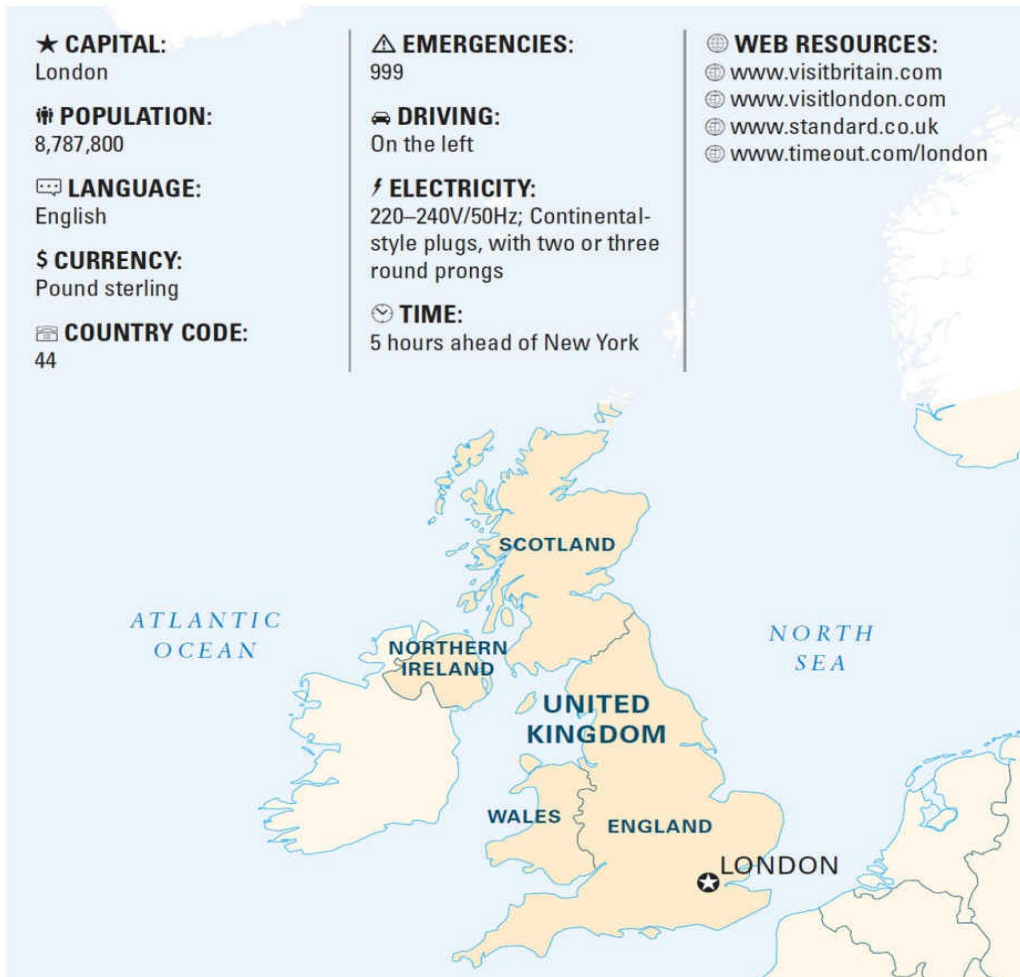 ★ CAPITAL:
London
POPULATION:
8,787,800
LANGUAGE:
English
$ CURRENCY:
Pound sterling
COUNTRY CODE:
44
EMERGENCIES:
999
DRIVING:
On the left
ELECTRICITY:
220–240V/50Hz; Continental-
style plugs, with two or three
round prongs
TIME:
5 hours ahead of New York
WEB RESOURCES:
www.visitbritain.com
www.visitlondon.com
www.standard.co.uk
www.timeout.com/london
SCOTLAND
ATLANTIC
OCEAN
NORTHERN
IRELAND
NORTH
SEA
UNITED
KINGDOM
WALES
ENGLAND
LONDON